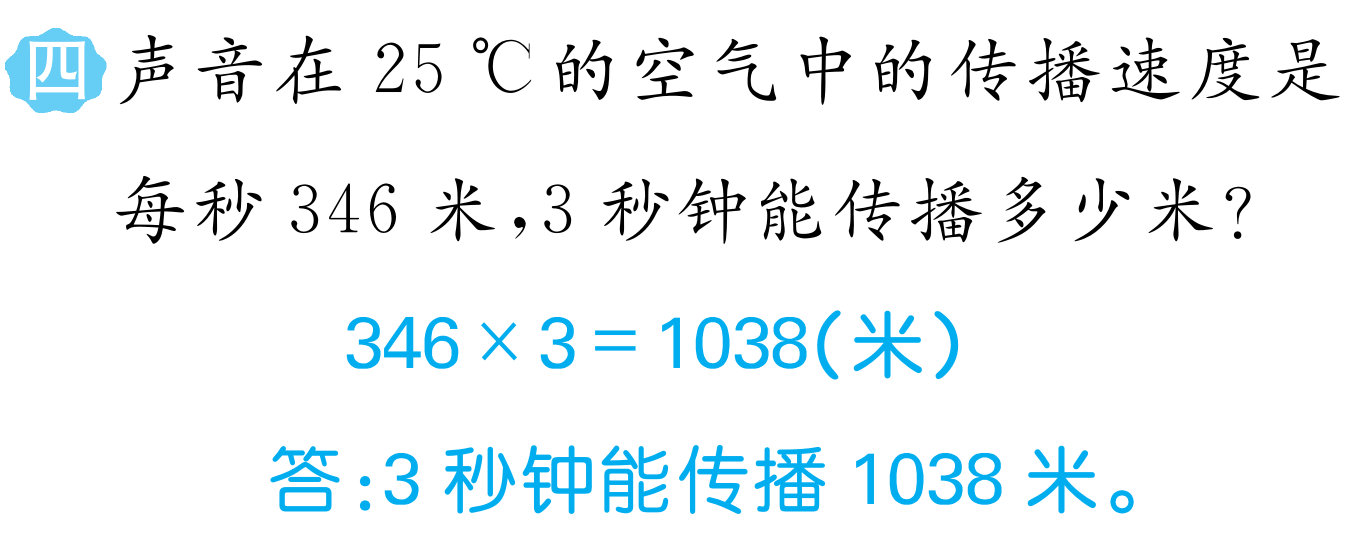 四 声音在 25 ℃的空气中的传播速度是
每秒 346 米,3 秒钟能传播多少米?
346×3=1038(米)
答:3 秒钟能传播 1038 米。